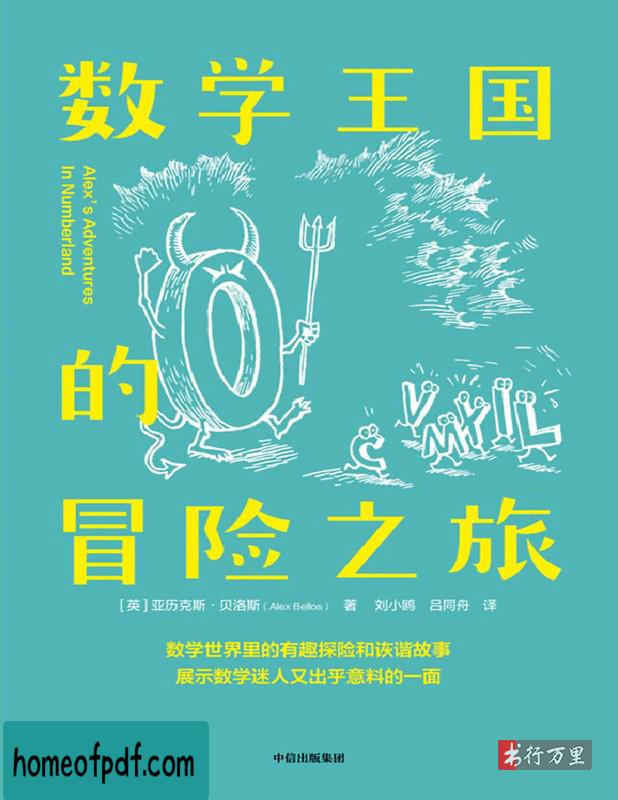 数学王国
Alex's Adventures
In Numberland
的
C V M X I L
冒险之旅
[英]亚历克斯·贝洛斯(Alex Bellos) 著 刘小鸥 吕同舟 译
数学世界里的有趣探险和诙谐故事
展示数学迷人又出乎意料的一面
homeofpdf.com
中信出版集团
书行万里